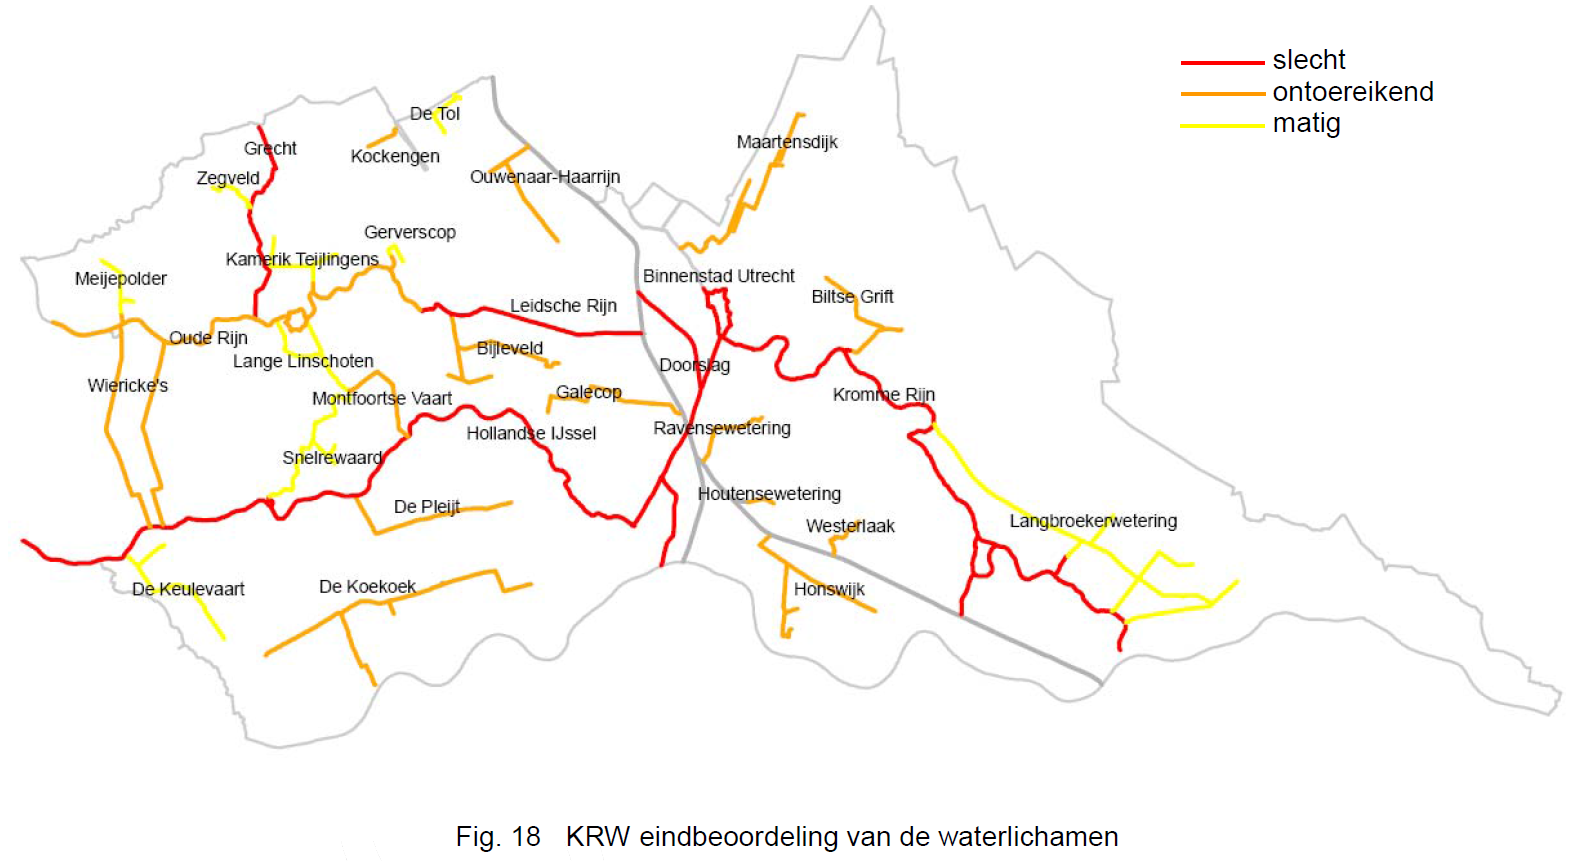 slecht
ontoereikend
matig
De Tol
Maartensdijk
Grecht
Kockengen
Zegveld
Ouwenaar-Haarrijn
Gerverscop
Kamerik Teijlingens
Meijepolder
Binnenstad Utrecht
Biltse Grift
Leidsche Rijn
Oude Rijn
Bijleveld
Lange Linschoten
Doorslag
Wiericke's
Galecop
Kromme Rijn
Montfoortse Vaart
Ravensewetering
Hollandse IJssel
Snelrewaard
Houtensewetering
De Pleijt
Langbroekerwetering
Westerlaak
De Keulevaart
De Koekoek
Honswijk
Fig. 18 KRW eindbeoordeling van de waterlichamen